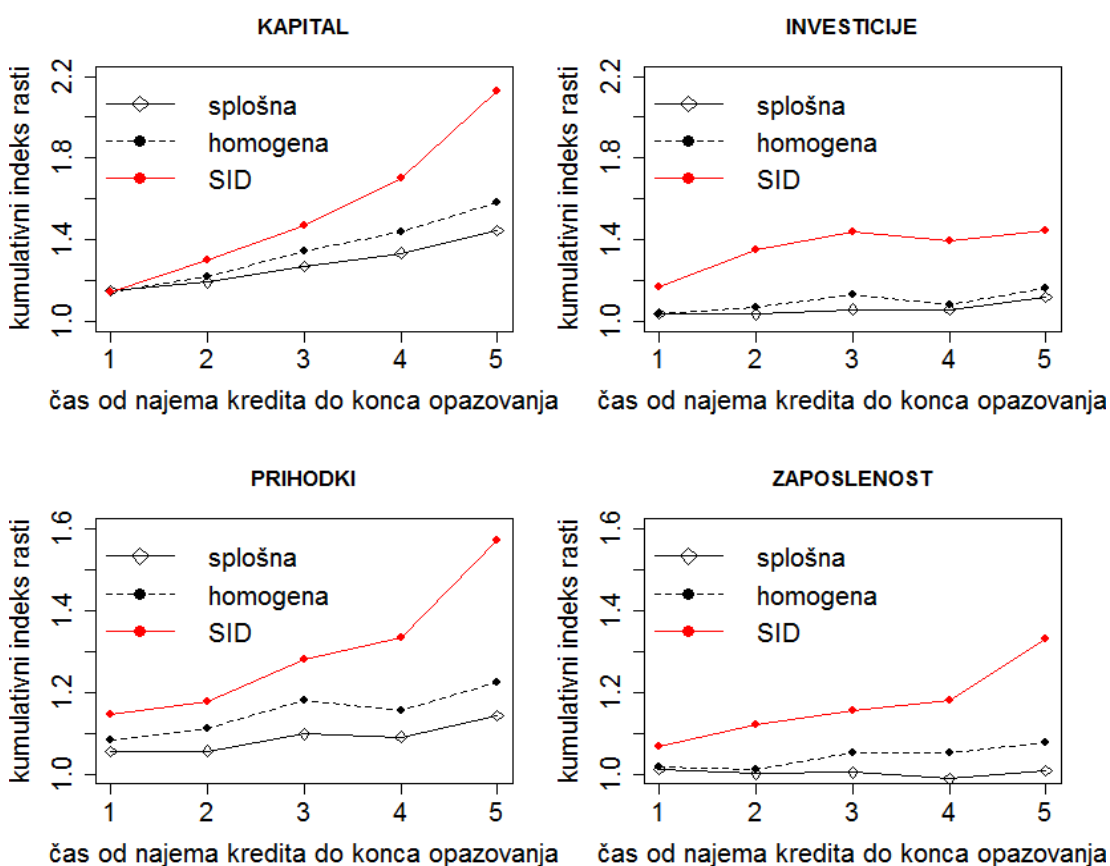 KAPITAL
kumulativni indeks rasti
2.2
1.8
1.4
1.0
splošna
homogena
SID
1 2 3 4 5
čas od najema kredita do konca opazovanja
INVESTICIJE
kumulativni indeks rasti
2.2
1.8
1.4
1.0
splošna
homogena
SID
1 2 3 4 5
čas od najema kredita do konca opazovanja
PRIHODKI
kumulativni indeks rasti
1.6
1.4
1.2
1.0
splošna
homogena
SID
1 2 3 4 5
čas od najema kredita do konca opazovanja
ZAPOSLENOST
kumulativni indeks rasti
1.6
1.4
1.2
1.0
splošna
homogena
SID
1 2 3 4 5
čas od najema kredita do konca opazovanja